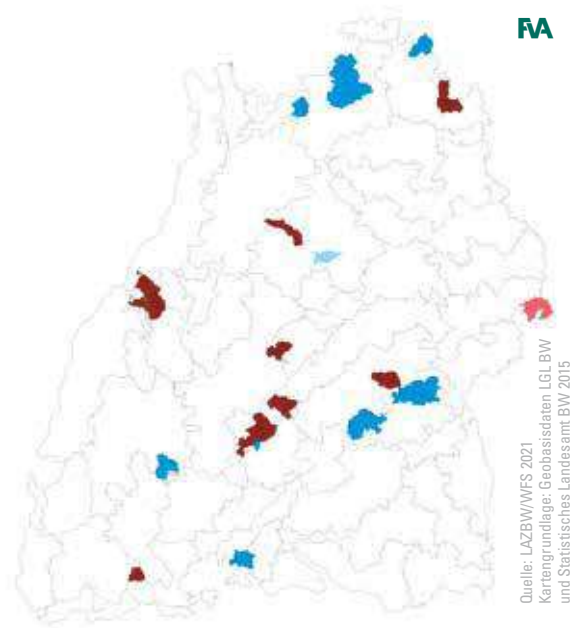 FVA
Quelle: LAZBW/WFS 2021
Kartengrundlage: Geobasisdaten LGL BW
und Statistisches Landesamt BW 2015